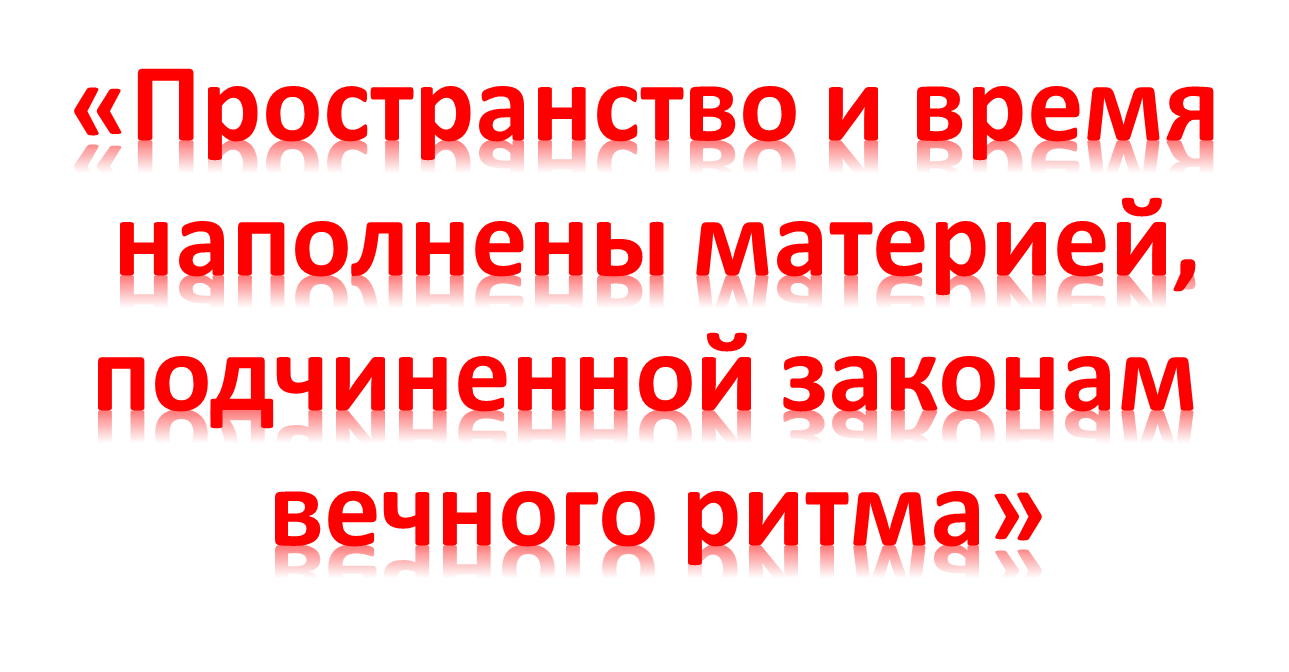 «Пространство и время
наполнены материей,
подчиненной законам
вечного ритма»